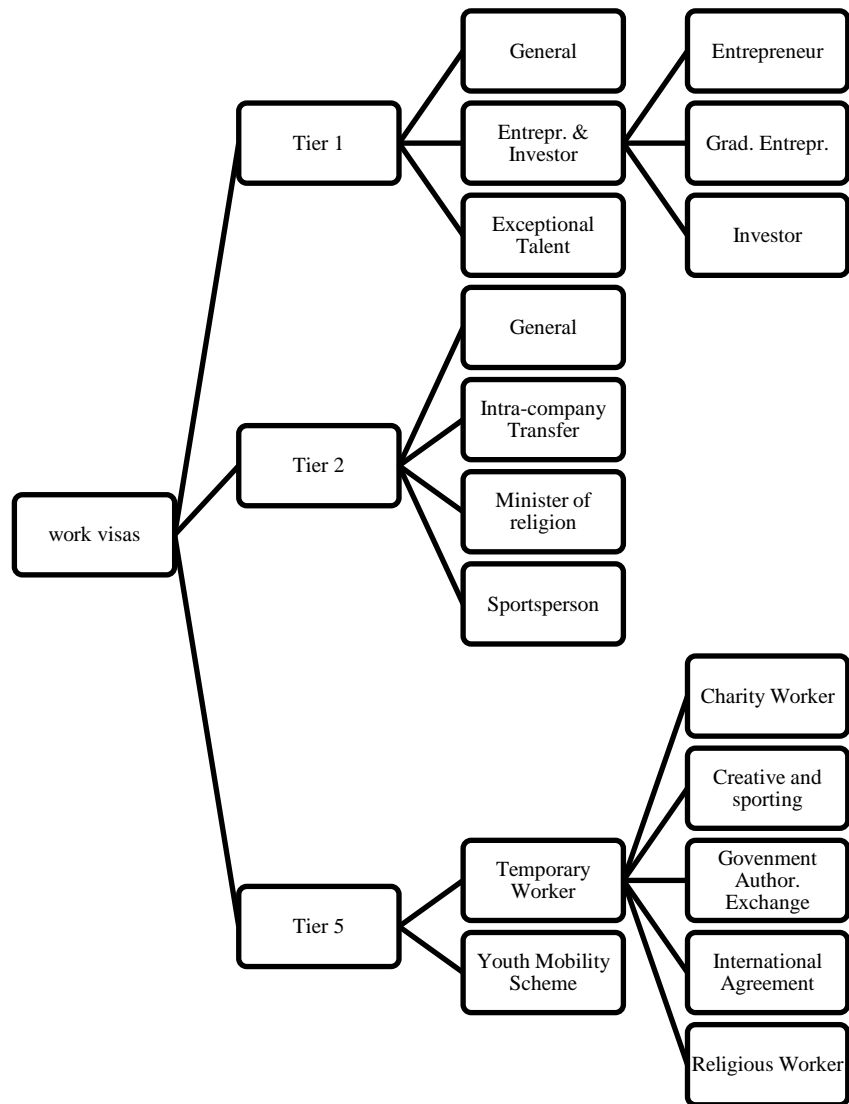 work visas
Tier 1
General
Entrepr. &
Investor
Entrepreneur
Grad. Entrepr.
Investor
Exceptional
Talent
Tier 2
General
Intra-company
Transfer
Minister of
religion
Sportsperson
Tier 5
Temporary
Worker
Charity Worker
Creative and
sporting
Govenment
Author.
Exchange
International
Agreement
Religious Worker
Youth Mobility
Scheme